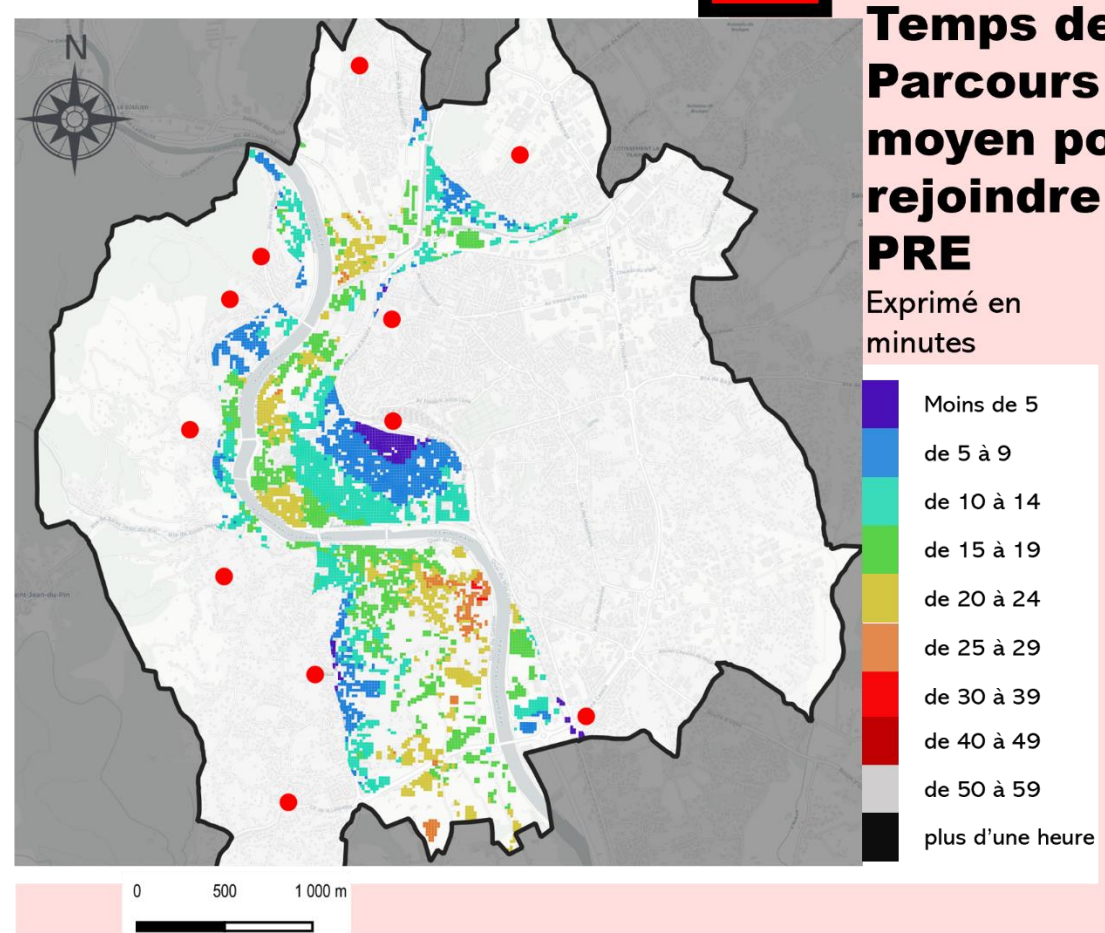 N
Temps de
Parcours
moyen po
rejoindre
PRE
Exprimé en
minutes
Moins de 5
de 5 à 9
de 10 à 14
de 15 à 19
de 20 à 24
de 25 à 29
de 30 à 39
de 40 à 49
de 50 à 59
plus d'une heure
0 500 1 000 m